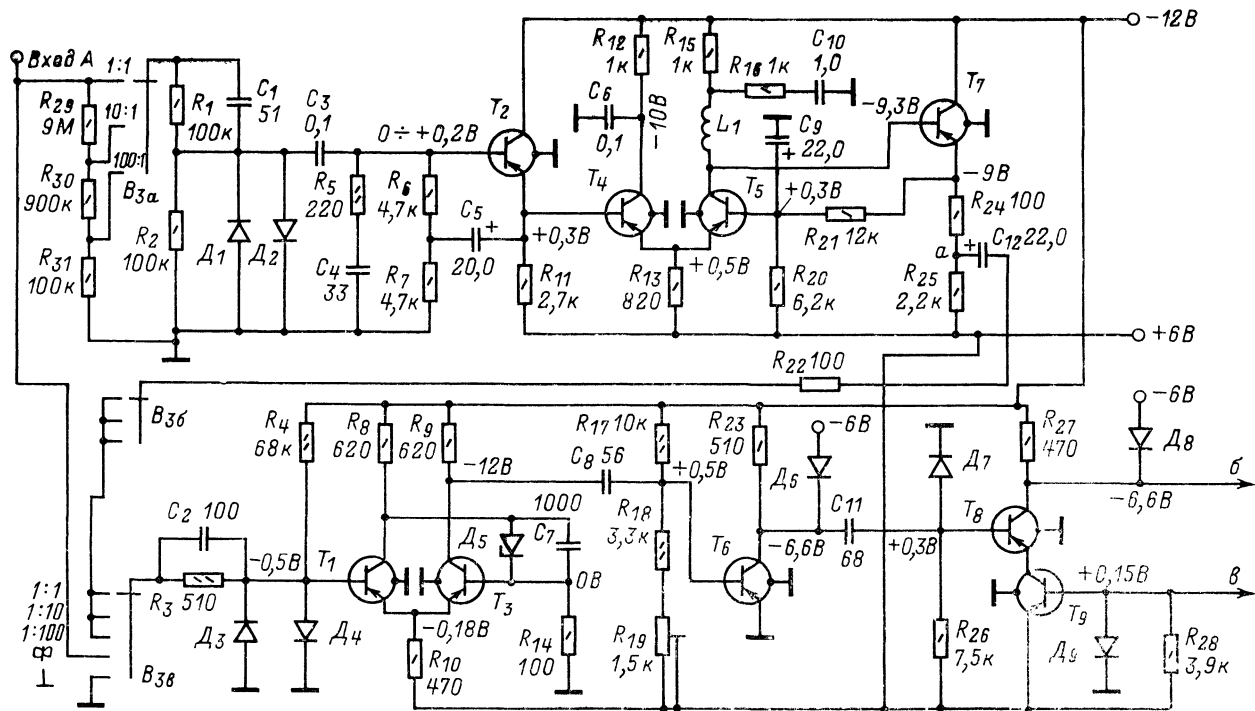 -12В
Вход А
1:1
R29
9М
10:1
100:1
R30
900к
В3а
R31
100к
R1
100к
C1
51
C3
0,1
R2
100к
Д1
Д2
0÷+0,2В
R5
220
C4
33
R6
4,7к
R7
4,7к
C5
+
20,0
T2
+0,3В
R11
2,7к
R12
1к
C6
0,1
-10В
T4
R15
1к
R16 1к
C10
1,0
L1
C9
+
22,0
T5
+0,3В
+0,5В
R13
820
R21 12к
R20
6,2к
-9,3В
T7
-9В
R24 100
а
+
C12 22,0
R25
2,2к
+6В
R22 100
В3б
R4
68к
R8
620
R9
620
-12В
C8 56
R17 10к
+0,5В
R23
510
-6В
Д6
Д7
R27
470
-6В
Д8
б
-6,6В
C2 100
R3
510
-0,5В
T1
Д3
Д4
1000
C7
Д5
0В
T3
-0,18В
R10
470
R14
100
R18
3,3к
R19
1,5к
T6
-6,6В
C11
68
+0,3В
T8
R26
7,5к
+0,15В
T9
в
Д9
R28
3,9к
1:1
1:10
1:100
Ф
В3в